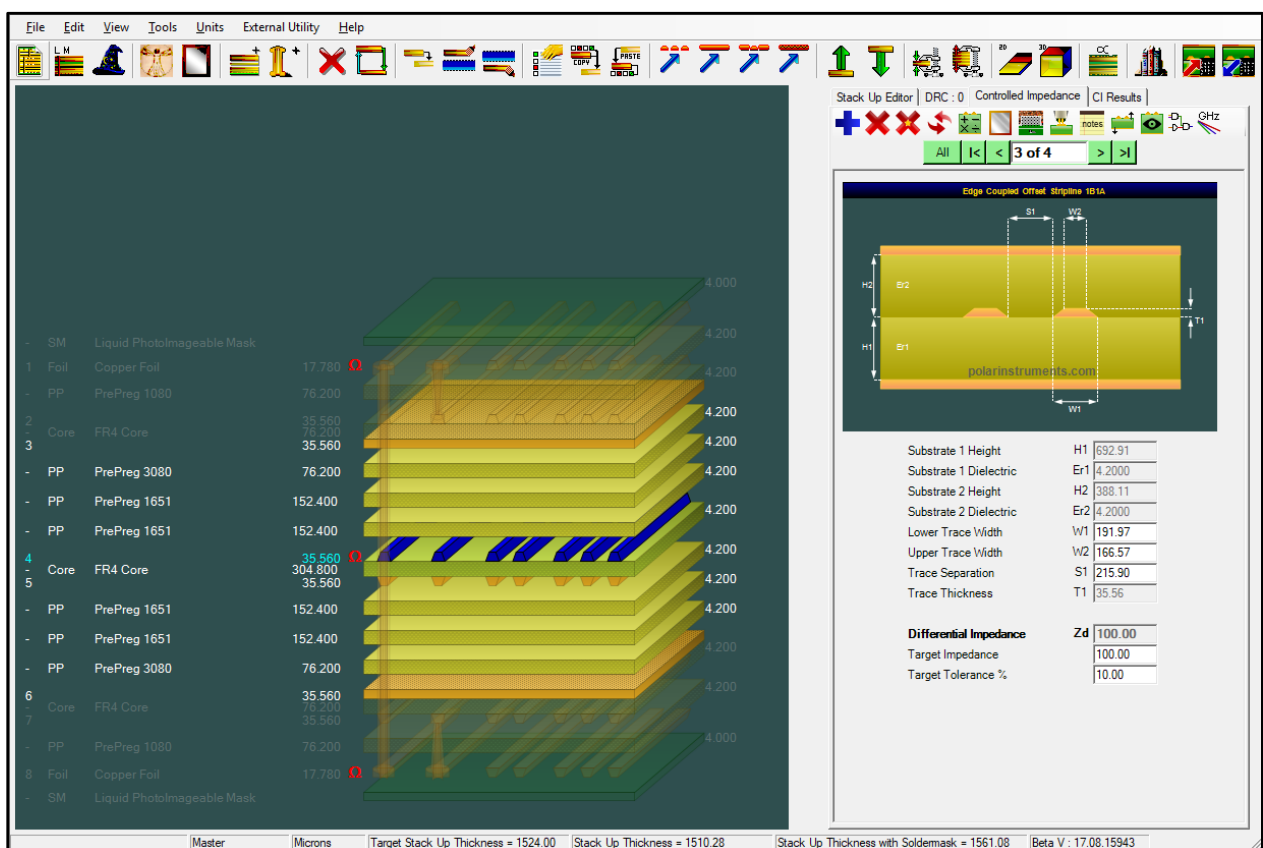 File Edit View Tools Units External Utility Help
L M
COPY
PASTE
2D
3D
notes
GHz
Stack Up Editor DRC : 0 Controlled Impedance CI Results
All |< < 3 of 4 > >|
Edge Coupled Offset Stripline 1B1A
S1 W2
H2 Er2
T1
H1 Er1
polarinstruments.com
W1
Substrate 1 Height H1 692.91
Substrate 1 Dielectric Er1 4.2000
Substrate 2 Height H2 388.11
Substrate 2 Dielectric Er2 4.2000
Lower Trace Width W1 191.97
Upper Trace Width W2 166.57
Trace Separation S1 215.90
Trace Thickness T1 35.56
Differential Impedance Zd 100.00
Target Impedance 100.00
Target Tolerance % 10.00
4.000
- SM Liquid PhotoImageable Mask 4.200
1 Foil Copper Foil 17.780 Ω 4.200
- PP PrePreg 1080 76.200 4.200
2 35.560
- Core FR4 Core 76.200 4.200
3 35.560 4.200
- PP PrePreg 3080 76.200 4.200
- PP PrePreg 1651 152.400 4.200
- PP PrePreg 1651 152.400 4.200
4 35.560 Ω 4.200
- Core FR4 Core 304.800
5 35.560 4.200
- PP PrePreg 1651 152.400 4.200
- PP PrePreg 1651 152.400 4.200
- PP PrePreg 3080 76.200 4.200
6 35.560
- Core FR4 Core 76.200
7 35.560
- PP PrePreg 1080 76.200 4.000
8 Foil Copper Foil 17.780 Ω
- SM Liquid PhotoImageable Mask
Master Microns Target Stack Up Thickness = 1524.00 Stack Up Thickness = 1510.28 Stack Up Thickness with Soldermask = 1561.08 Beta V : 17.08.15943